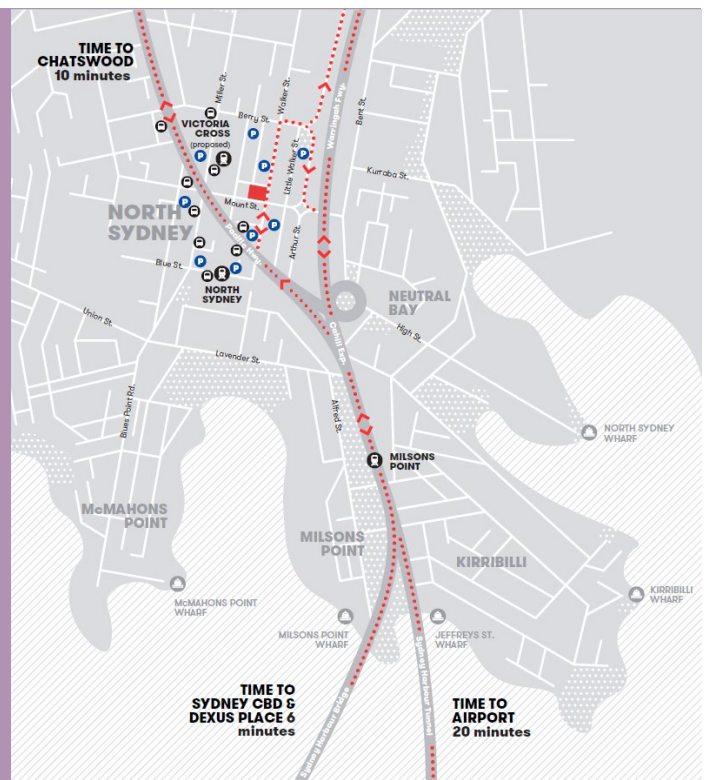 TIME TO
CHATSWOOD
10 minutes
Miller St.
Walker St.
Berry St.
VICTORIA
CROSS
(proposed)
P
P
P
P
P
P
P
P
P
Little Walker St.
Warringah Fwy.
Bent St.
Kurraba St.
Mount St.
NORTH
SYDNEY
Arthur St.
Pacific Hwy.
Blue St.
NORTH
SYDNEY
NEUTRAL
BAY
Union St.
High St.
Cahill Exp.
Lavender St.
Blues Point Rd.
Alfred St.
NORTH SYDNEY
WHARF
MILSONS
POINT
McMAHONS
POINT
MILSONS
POINT
KIRRIBILLI
McMAHONS POINT
WHARF
KIRRIBILLI
WHARF
MILSONS POINT
WHARF
JEFFREYS ST.
WHARF
Sydney Harbour Tunnel
Sydney Harbour Bridge
TIME TO
SYDNEY CBD &
DEXUS PLACE 6
minutes
TIME TO
AIRPORT
20 minutes